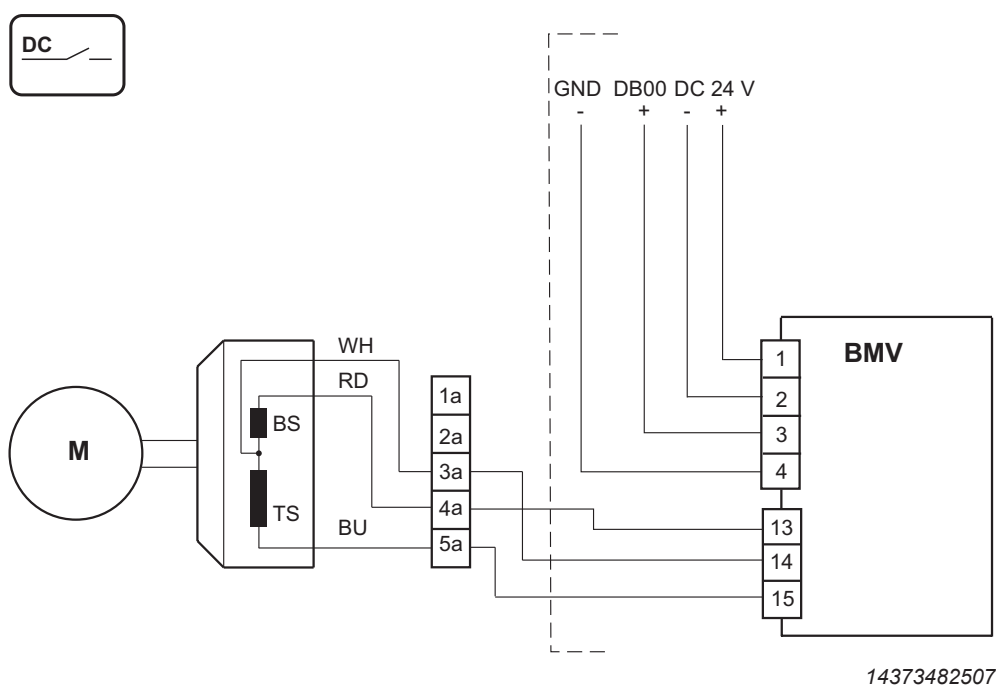 DC
GND DB00 DC 24 V
- + - +
BMV
1
2
3
4
13
14
15
WH
RD
BU
BS
TS
M
1a
2a
3a
4a
5a
14373482507